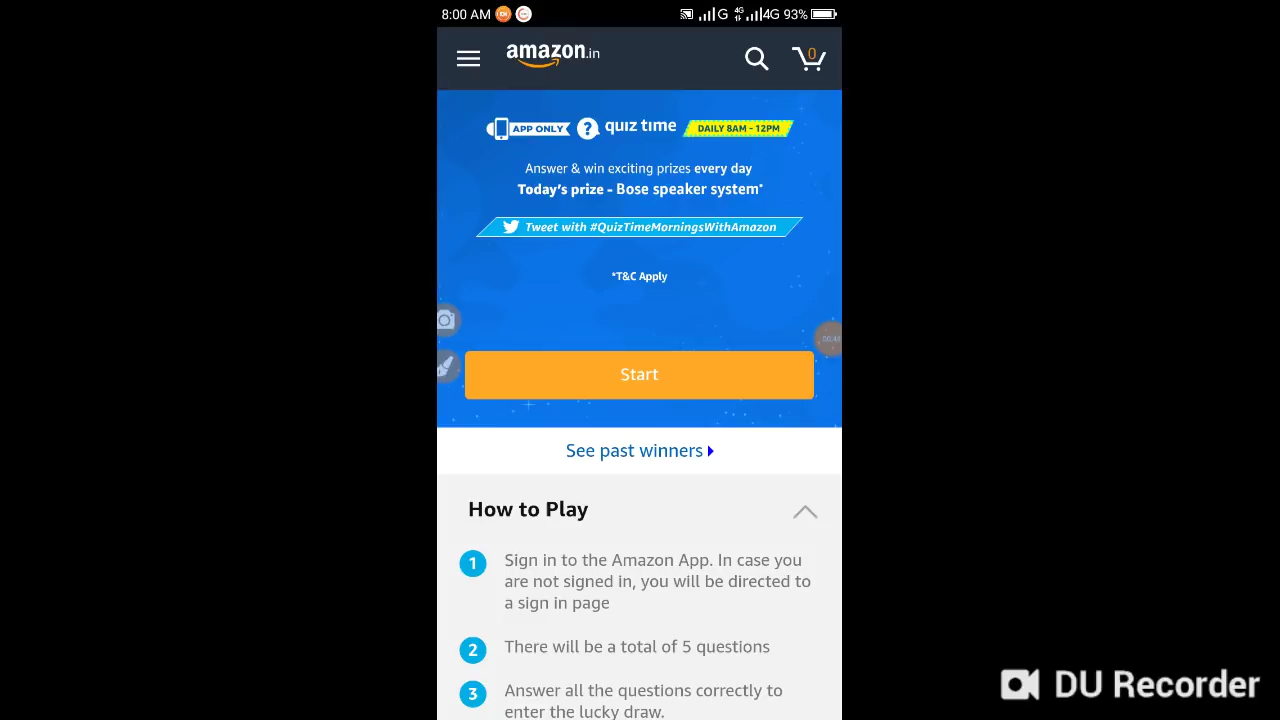 8:00 AM G 4G 4G 93%
amazon.in 0
APP ONLY ? quiz time DAILY 8AM - 12PM
Answer & win exciting prizes every day
Today's prize - Bose speaker system*
Tweet with #QuizTimeMorningsWithAmazon
*T&C Apply
Start
See past winners
How to Play
1 Sign in to the Amazon App. In case you
are not signed in, you will be directed to
a sign in page
2 There will be a total of 5 questions
3 Answer all the questions correctly to
enter the lucky draw.
DU Recorder